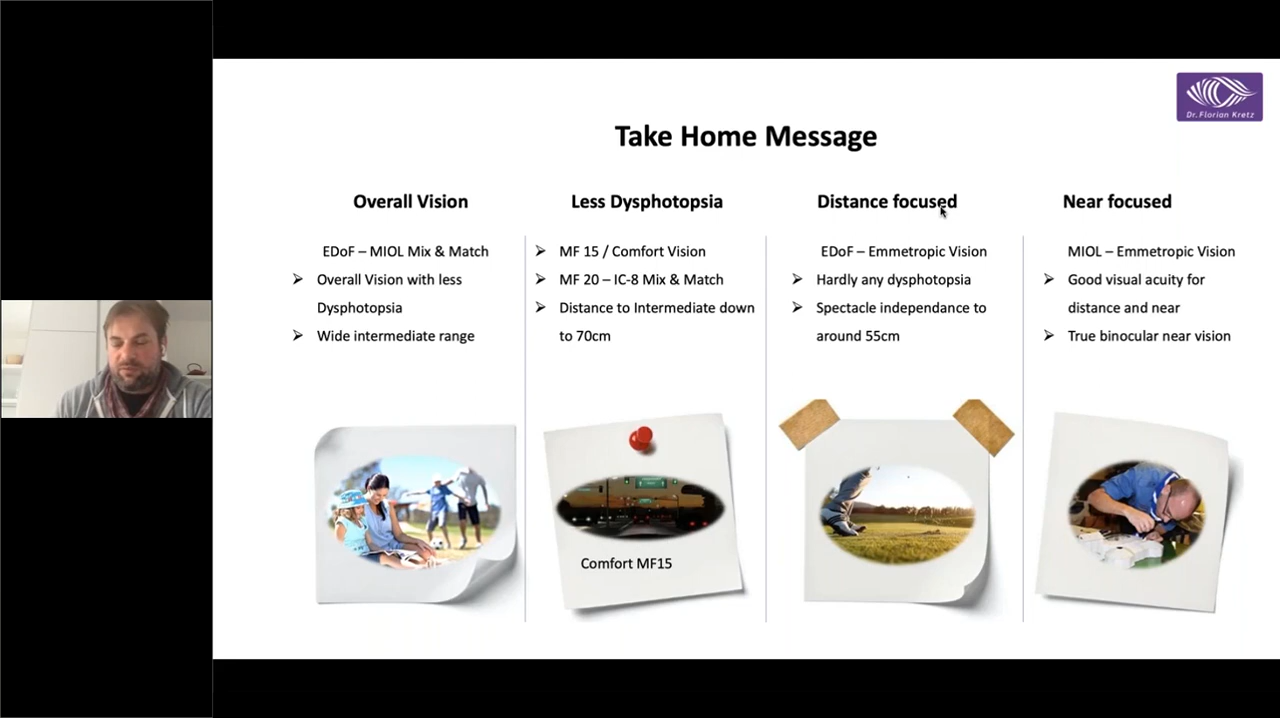 Dr. Florian Kretz
Take Home Message
Overall Vision
EDoF – MIOL Mix & Match
Overall Vision with less
Dysphotopsia
Wide intermediate range
Less Dysphotopsia
MF 15 / Comfort Vision
MF 20 – IC-8 Mix & Match
Distance to Intermediate down
to 70cm
Comfort MF15
Distance focused
EDoF – Emmetropic Vision
Hardly any dysphotopsia
Spectacle independance to
around 55cm
Near focused
MIOL – Emmetropic Vision
Good visual acuity for
distance and near
True binocular near vision